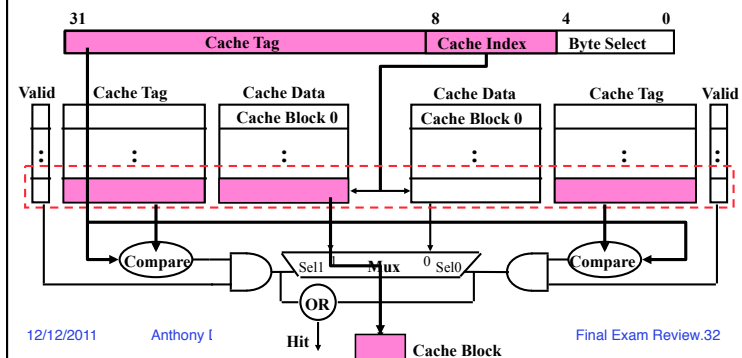 31 8 4 0
Cache Tag Cache Index Byte Select
Valid Cache Tag Cache Data Cache Data Cache Tag Valid
Cache Block 0 Cache Block 0
: : : : : :
Compare Sel1 1 Mux 0 Sel0 Compare
OR
Hit
Cache Block
12/12/2011 Anthony Final Exam Review.32